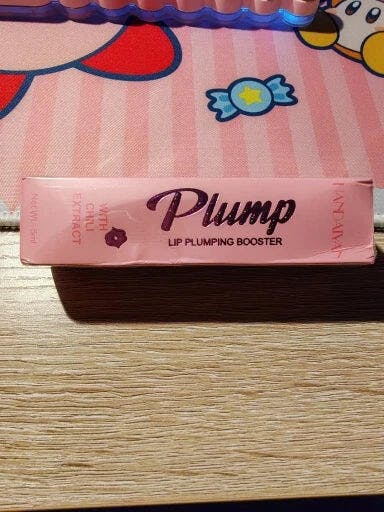 Net Wt. 5ml
WITH
CHILI
EXTRACT
Plump
LIP PLUMPING BOOSTER
HANDAIYAN